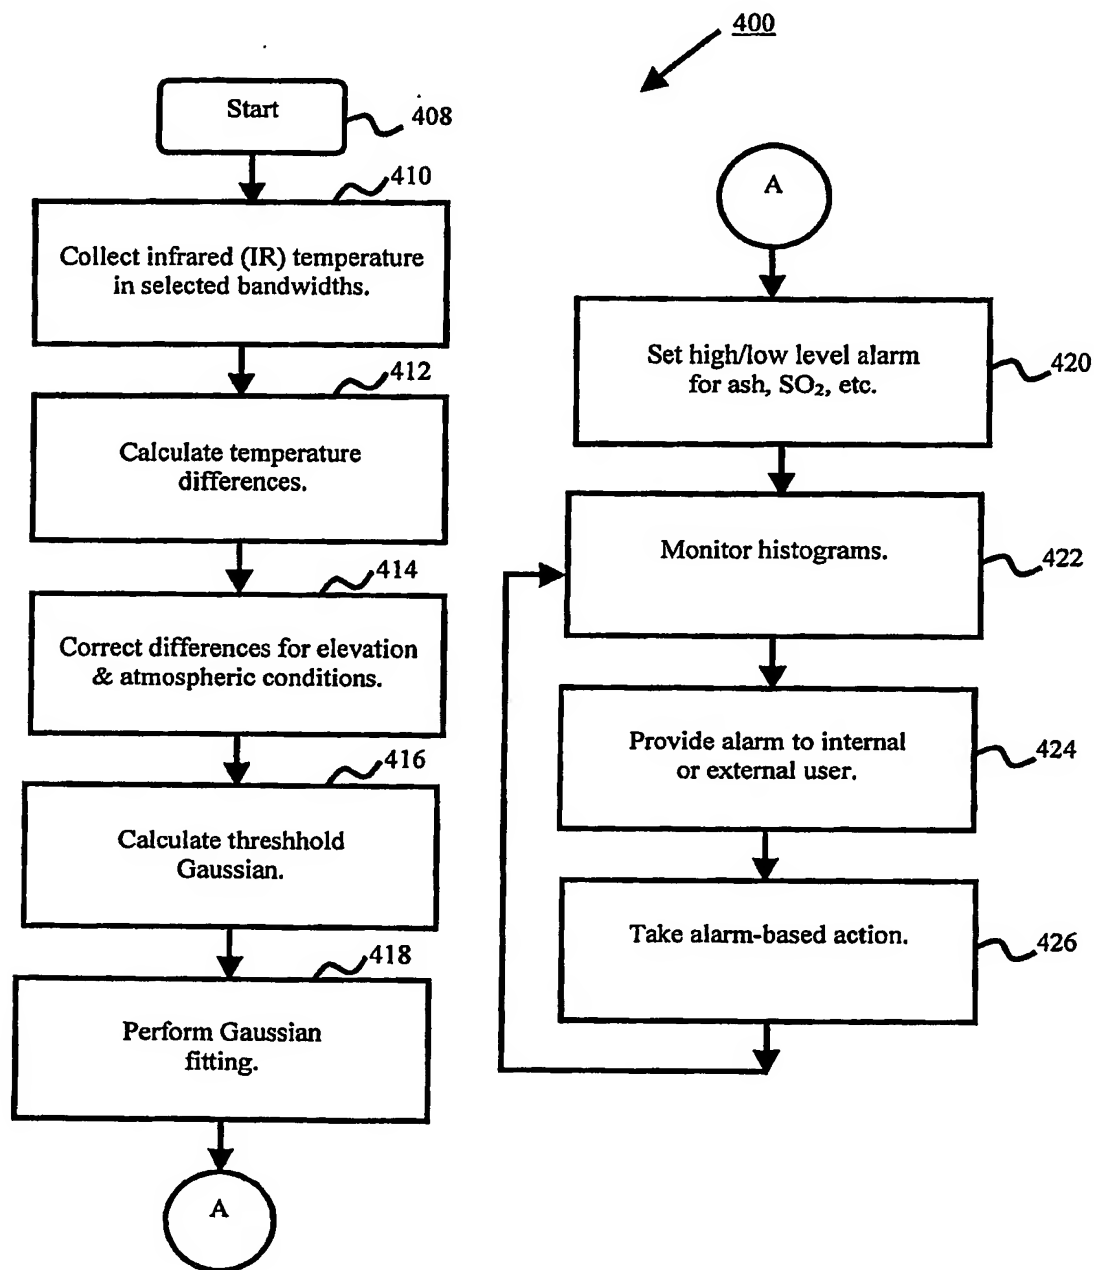 400
Start
408
410
Collect infrared (IR) temperature
in selected bandwidths.
412
Calculate temperature
differences.
414
Correct differences for elevation
& atmospheric conditions.
416
Calculate threshhold
Gaussian.
418
Perform Gaussian
fitting.
A
A
Set high/low level alarm
for ash, SO₂, etc.
420
Monitor histograms.
422
Provide alarm to internal
or external user.
424
Take alarm-based action.
426